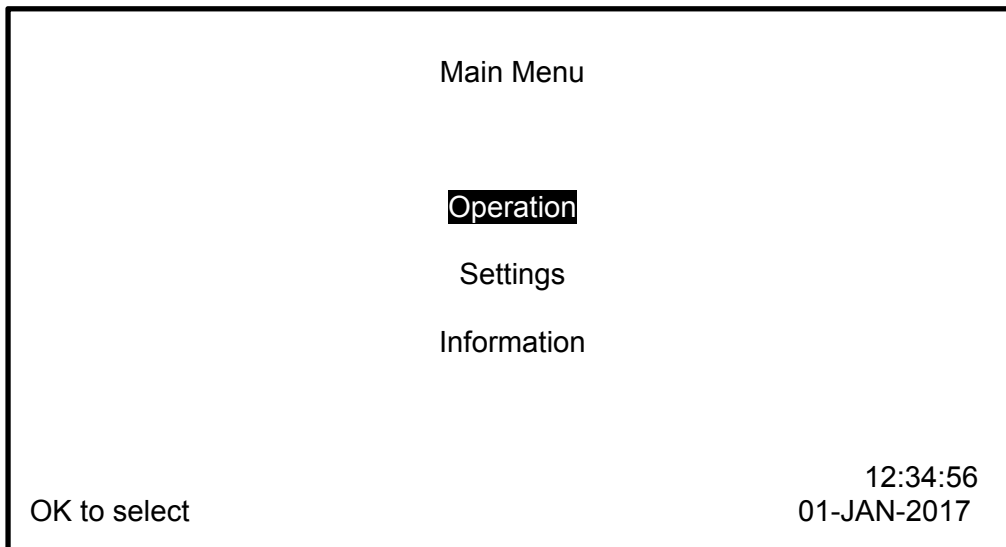 Main Menu
Operation
Settings
Information
12:34:56
OK to select
01-JAN-2017